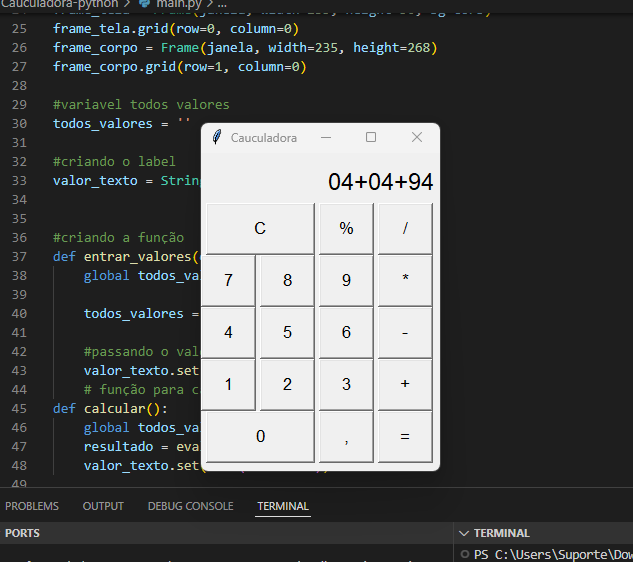 Cauculadora-python > main.py > ...
25 frame_tela.grid(row=0, column=0)
26 frame_corpo = Frame(janela, width=235, height=268)
27 frame_corpo.grid(row=1, column=0)
28
29 #variavel todos valores
30 todos_valores = ''
31
32 #criando o label
33 valor_texto = String
34
35
36 #criando a função
37 def entrar_valores(
38 global todos_va
39
40 todos_valores =
41
42 #passando o val
43 valor_texto.set
44 # função para c
45 def calcular():
46 global todos_va
47 resultado = eva
48 valor_texto.set(
49
Cauculadora
04+04+94
C % /
7 8 9 *
4 5 6 -
1 2 3 +
0 , =
PROBLEMS OUTPUT DEBUG CONSOLE TERMINAL
PORTS
TERMINAL
PS C:\Users\Suporte\Dow